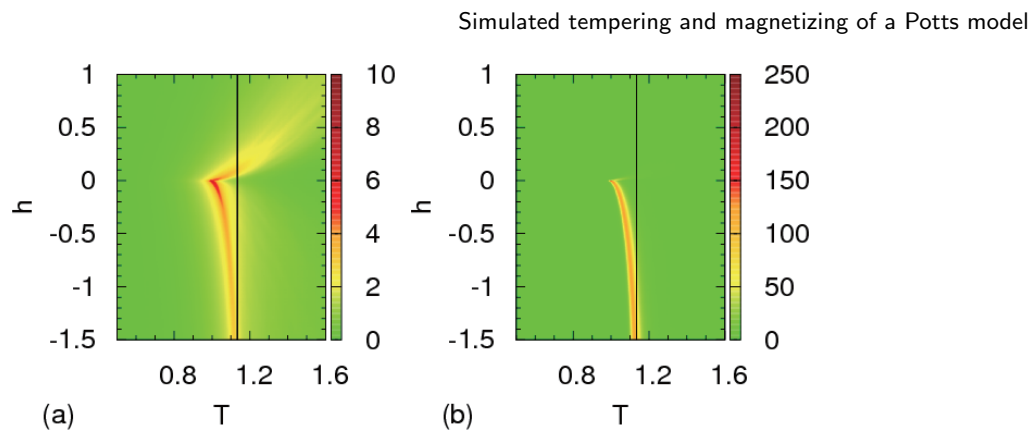 Simulated tempering and magnetizing of a Potts model
1 10 1 250
0.5 8 0.5 200
0 6 0 150
-0.5 4 -0.5 100
-1 2 -1 50
-1.5 0 -1.5 0
h h
0.8 1.2 1.6 0.8 1.2 1.6
(a) T (b) T